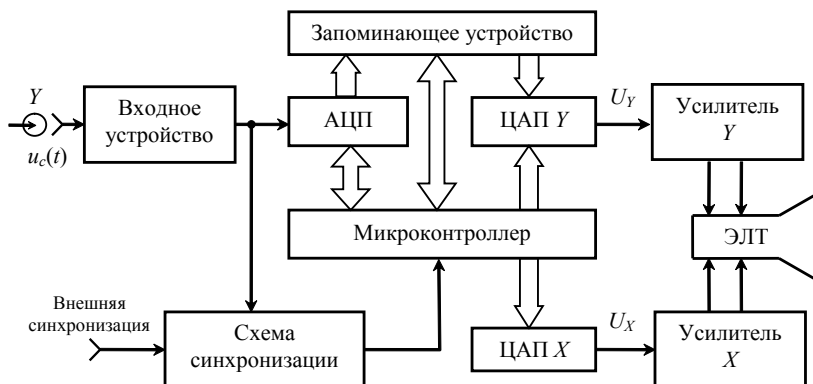 Запоминающее устройство
Y
u_c(t)
Входное
устройство
АЦП
ЦАП Y
U_Y
Усилитель
Y
Микроконтроллер
ЭЛТ
Внешняя
синхронизация
Схема
синхронизации
ЦАП X
U_X
Усилитель
X